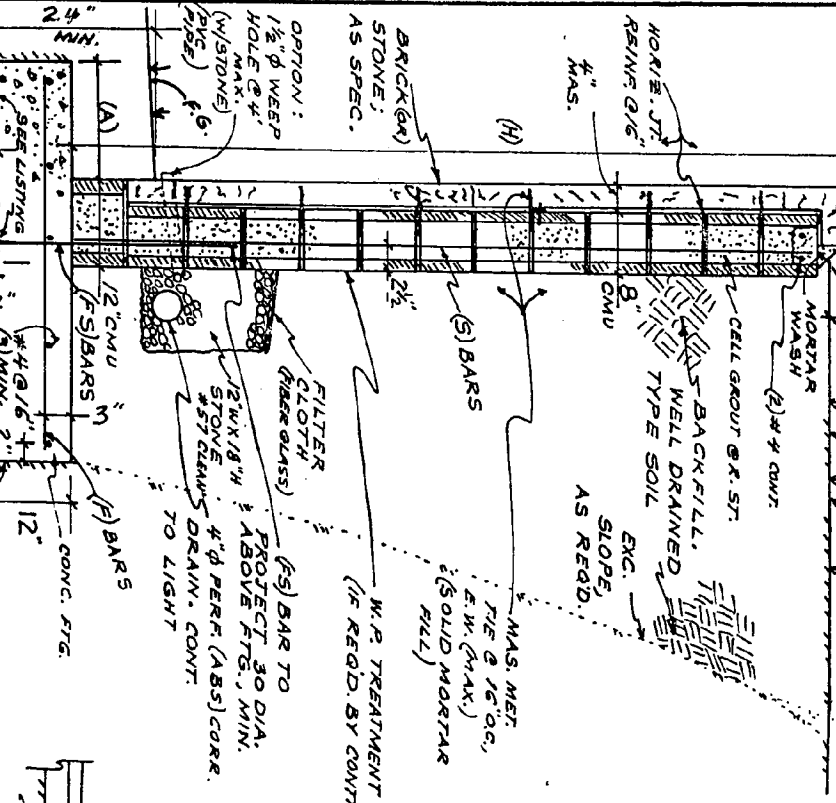 2.4"
MIN.
(A)
F.G.
OPTION:
1½"ϕ WEEP
HOLE @ 4'
MAX.
(W/STONE)
(PVC
PIPE)
BRICK (OR)
STONE;
AS SPEC.
(H)
4"
MAS.
HORIZ. JT.
REINF. @ 16"
MORTAR
WASH
(2) #4 CONT.
CELL GROUT @ R. ST.
BACKFILL.
WELL DRAINED
TYPE SOIL
8"
CMU
EXC.
SLOPE,
AS REQD.
MAS. MET.
TIE @ 16"O.C.,
E.W. (MAX.)
(SOLID MORTAR
FILL)
(S) BARS
2½"
W.P. TREATMENT
(IF REQD. BY CONT.
FILTER
CLOTH
(FIBERGLASS)
12"W X 18"H
STONE
#57 CLEAN
(FS) BAR TO
PROJECT 30 DIA.
ABOVE FTG., MIN.
4"ϕ PERF. (ABS) CORR.
DRAIN. CONT.
TO LIGHT
12" CMU
(FS) BARS
SEE LISTING
#4 @ 16"
(3) MIN.
2"
3"
(F) BARS
12"
CONC. FTG.